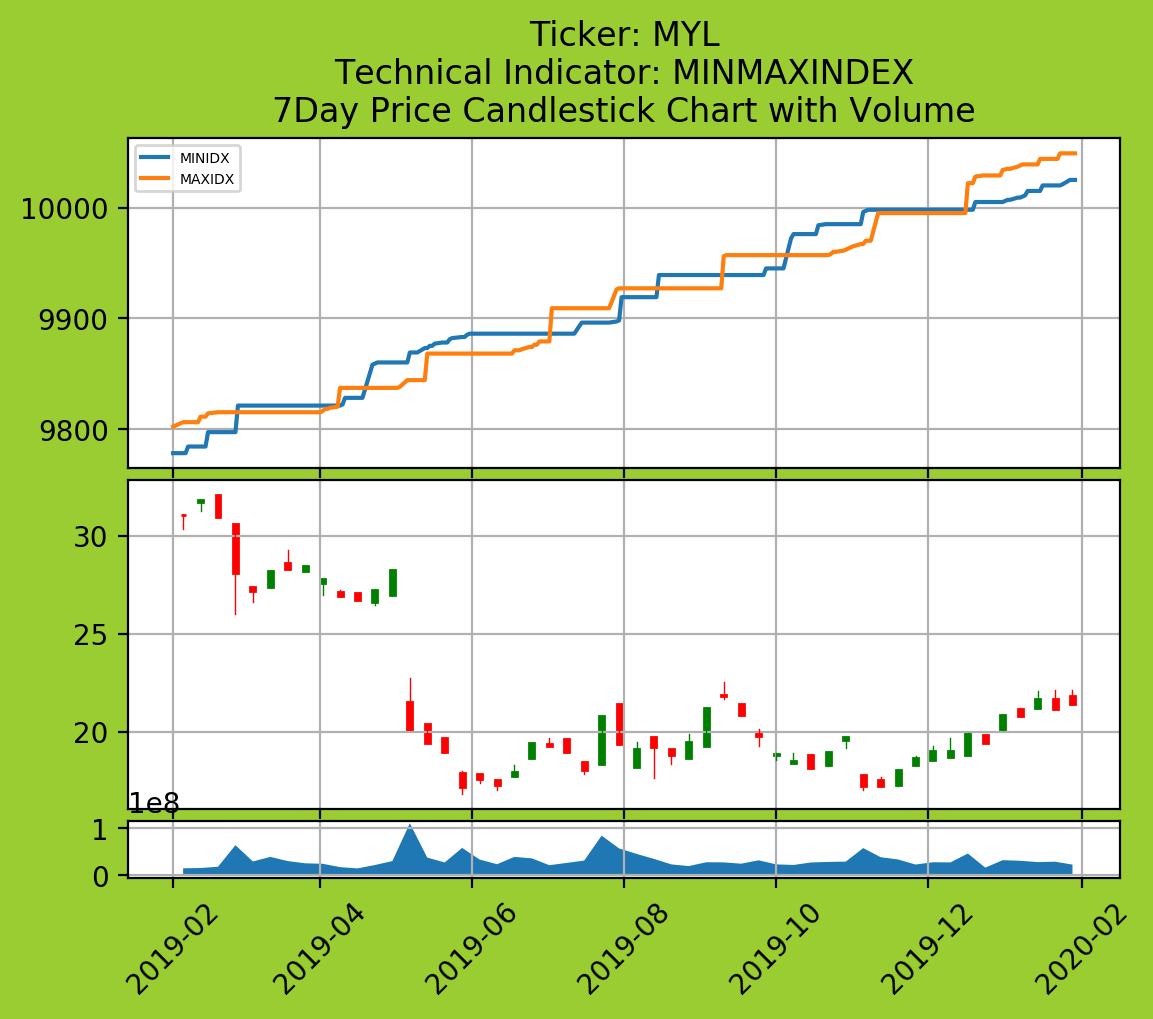 Ticker: MYL
Technical Indicator: MINMAXINDEX
7Day Price Candlestick Chart with Volume
MINIDX
MAXIDX
10000
9900
9800
30
25
20
1e8
1
0
2019-02
2019-04
2019-06
2019-08
2019-10
2019-12
2020-02